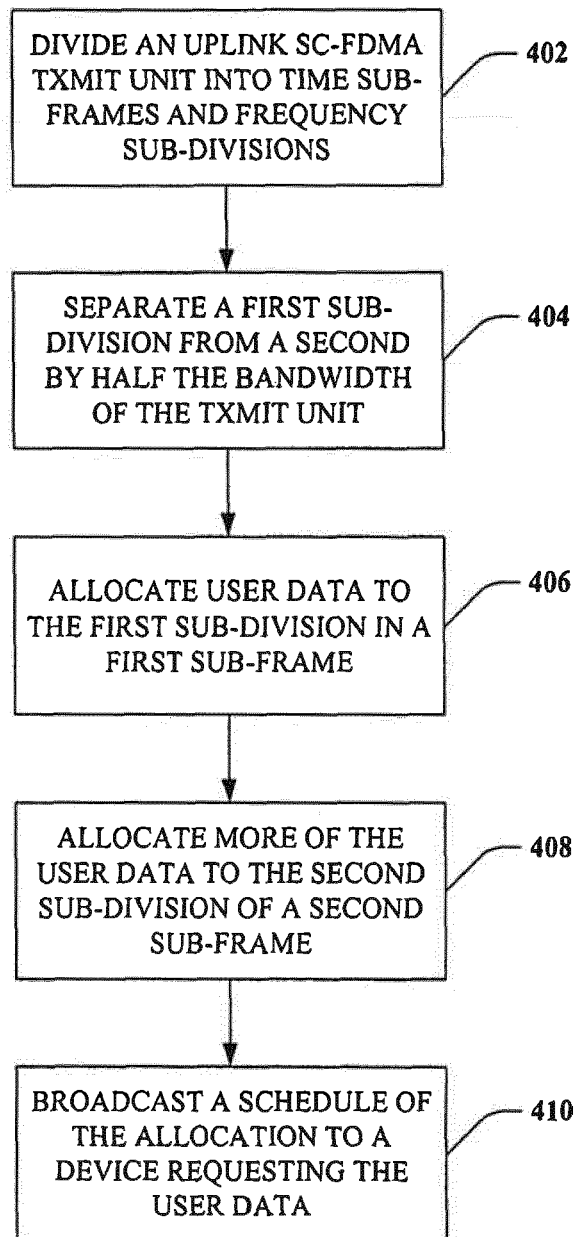 DIVIDE AN UPLINK SC-FDMA
TXMIT UNIT INTO TIME SUB-
FRAMES AND FREQUENCY
SUB-DIVISIONS
402
SEPARATE A FIRST SUB-
DIVISION FROM A SECOND
BY HALF THE BANDWIDTH
OF THE TXMIT UNIT
404
ALLOCATE USER DATA TO
THE FIRST SUB-DIVISION IN A
FIRST SUB-FRAME
406
ALLOCATE MORE OF THE
USER DATA TO THE SECOND
SUB-DIVISION OF A SECOND
SUB-FRAME
408
BROADCAST A SCHEDULE OF
THE ALLOCATION TO A
DEVICE REQUESTING THE
USER DATA
410